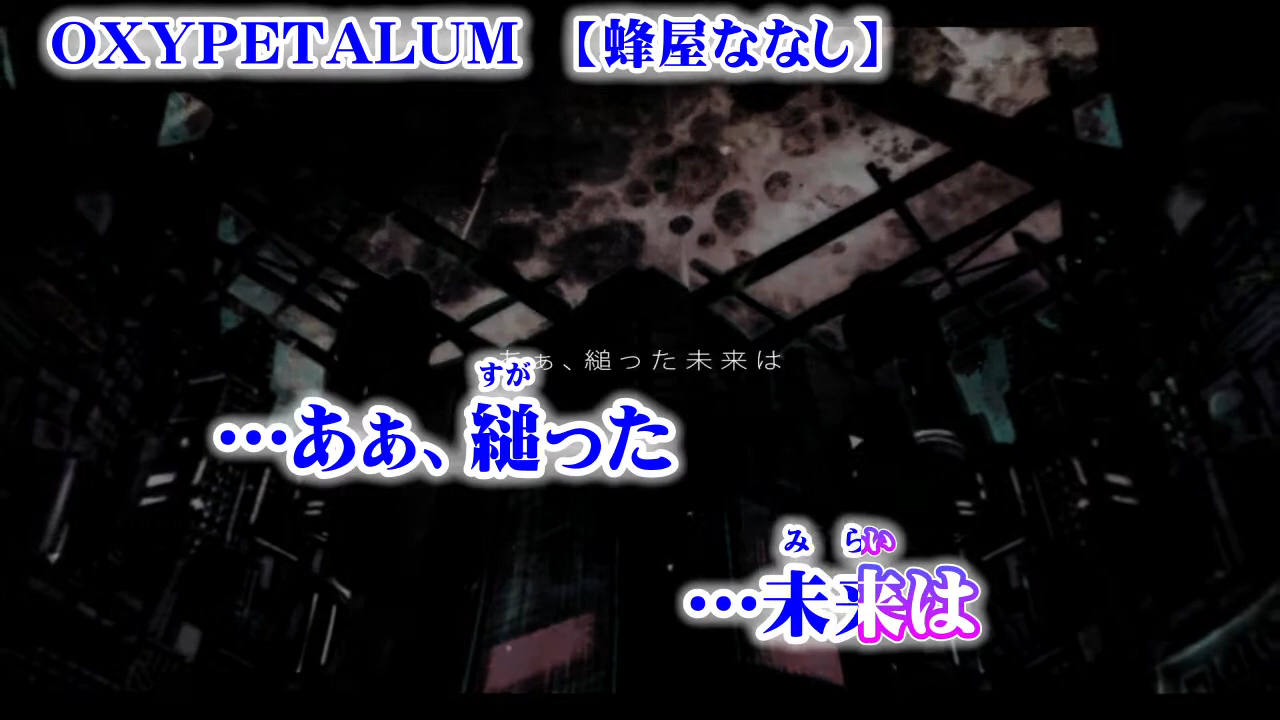 OXYPETALUM 【蜂屋ななし】
あぁ、縋った未来は
すが
…あぁ、縋った
み らい
…未来は